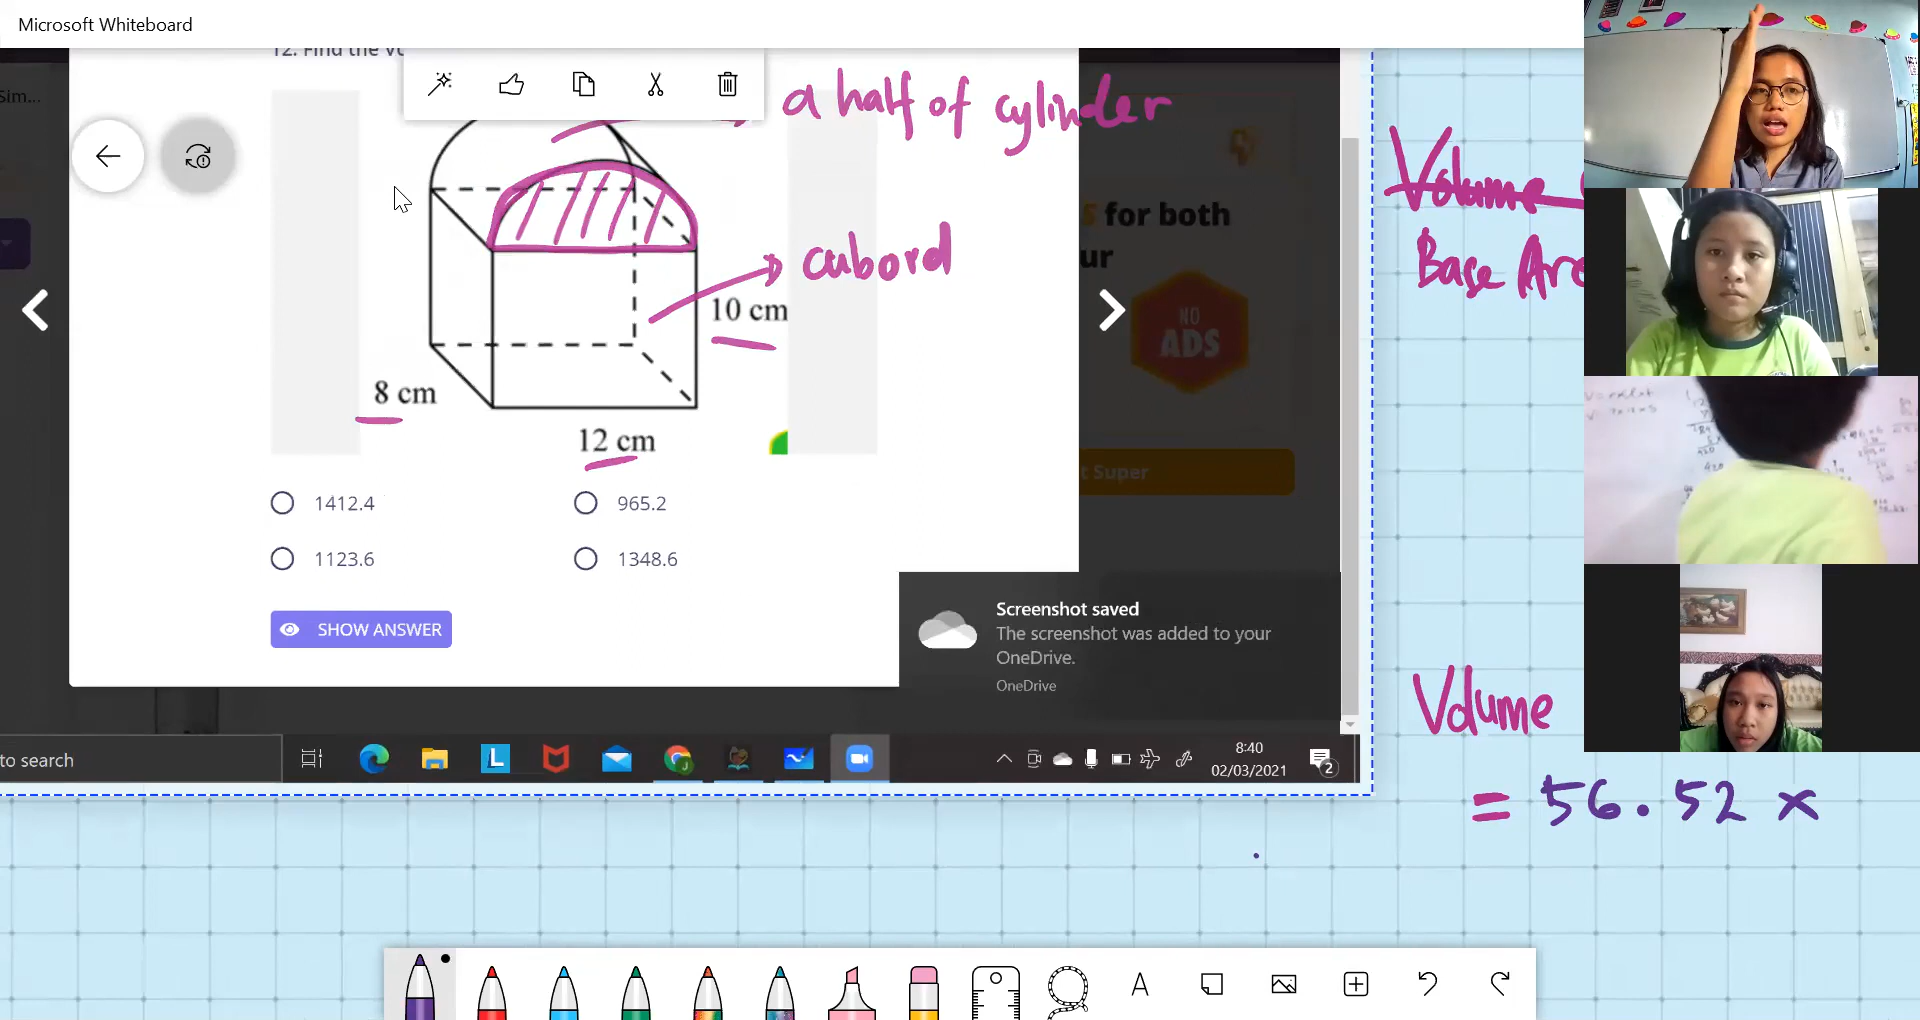 Microsoft Whiteboard
12. Find the
Sim...
a half of cylinder
Volume
S for both
ur
cuboid
Base Are
10 cm
NO
ADS
8 cm
12 cm
t Super
1412.4
965.2
1123.6
1348.6
SHOW ANSWER
Screenshot saved
The screenshot was added to your
OneDrive.
OneDrive
Volume
to search
L
8:40
02/03/2021
2
= 56.52 ×
A